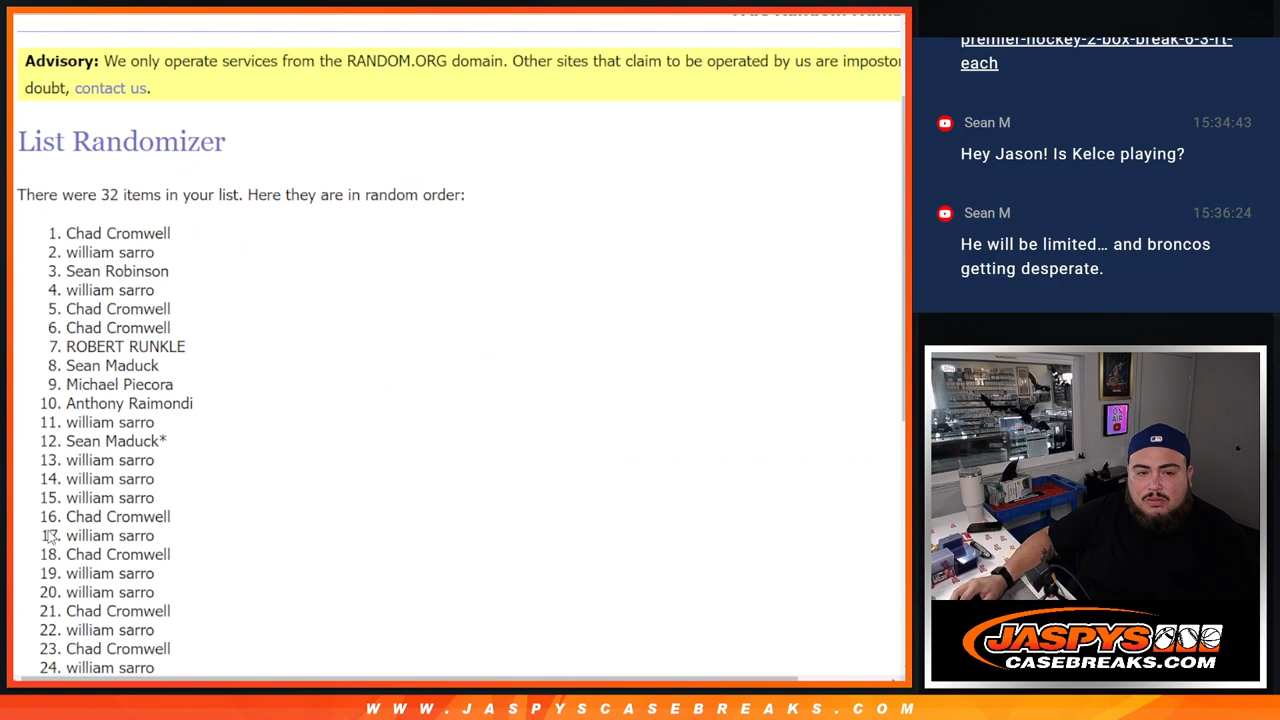 Advisory: We only operate services from the RANDOM.ORG domain. Other sites that claim to be operated by us are impostor
doubt, contact us.
List Randomizer
There were 32 items in your list. Here they are in random order:
1. Chad Cromwell
2. william sarro
3. Sean Robinson
4. william sarro
5. Chad Cromwell
6. Chad Cromwell
7. ROBERT RUNKLE
8. Sean Maduck
9. Michael Piecora
10. Anthony Raimondi
11. william sarro
12. Sean Maduck*
13. william sarro
14. william sarro
15. william sarro
16. Chad Cromwell
17. william sarro
18. Chad Cromwell
19. william sarro
20. william sarro
21. Chad Cromwell
22. william sarro
23. Chad Cromwell
24. william sarro
premier-hockey-2-box-break-6-3-rt-
each
Sean M 15:34:43
Hey Jason! Is Kelce playing?
Sean M 15:36:24
He will be limited... and broncos
getting desperate.
ON
AIR
JASPYS
CASEBREAKS.COM
WWW.JASPYSCASEBREAKS.COM